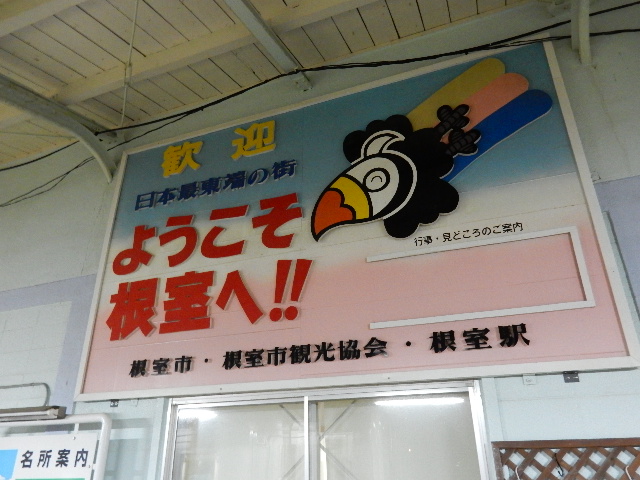 歓迎
日本最東端の街
ようこそ
根室へ!!
行事・見どころのご案内
根室市・根室市観光協会・根室駅
名所案内